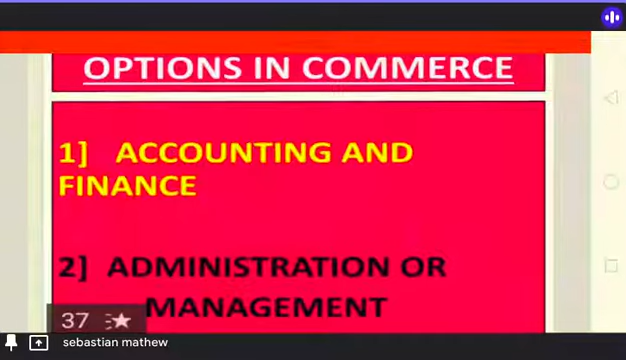 OPTIONS IN COMMERCE
1] ACCOUNTING AND
FINANCE
2] ADMINISTRATION OR
MANAGEMENT
37
sebastian mathew